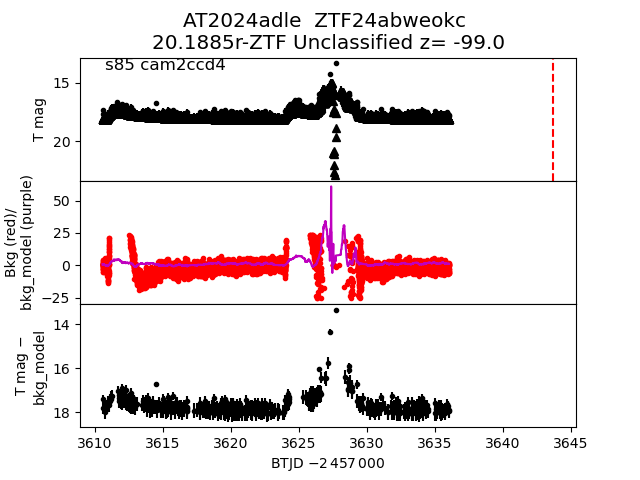 AT2024adle  ZTF24abweokc
20.1885r-ZTF Unclassified z= -99.0
s85 cam2ccd4
T mag
15
20
Bkg (red)/
bkg_model (purple)
50
25
0
−25
T mag −
bkg_model
14
16
18
3610 3615 3620 3625 3630 3635 3640 3645
BTJD −2 457 000